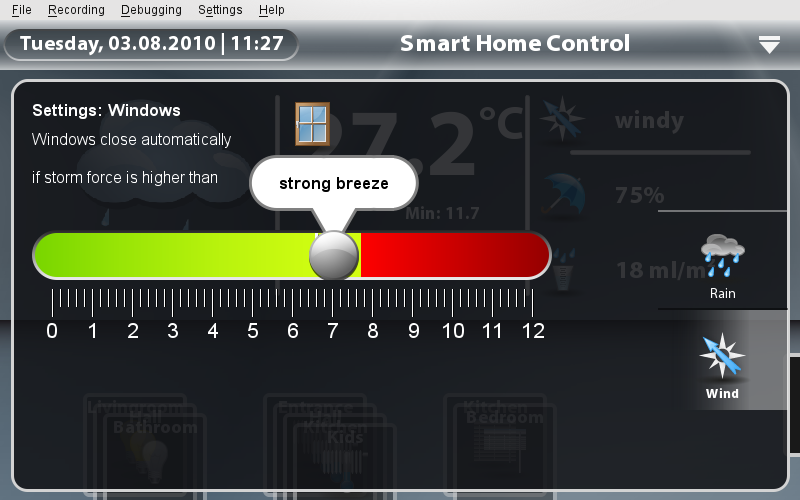 File Recording Debugging Settings Help
Tuesday, 03.08.2010 | 11:27
Smart Home Control
Settings: Windows
Windows close automatically
if storm force is higher than
strong breeze
27.2°C
Min: 11.7
windy
75%
18 ml/m²
0 1 2 3 4 5 6 7 8 9 10 11 12
Rain
Wind
Livingroom
Hall
Bathroom
Entrance
Kitchen
Kids
Kitchen
Bedroom